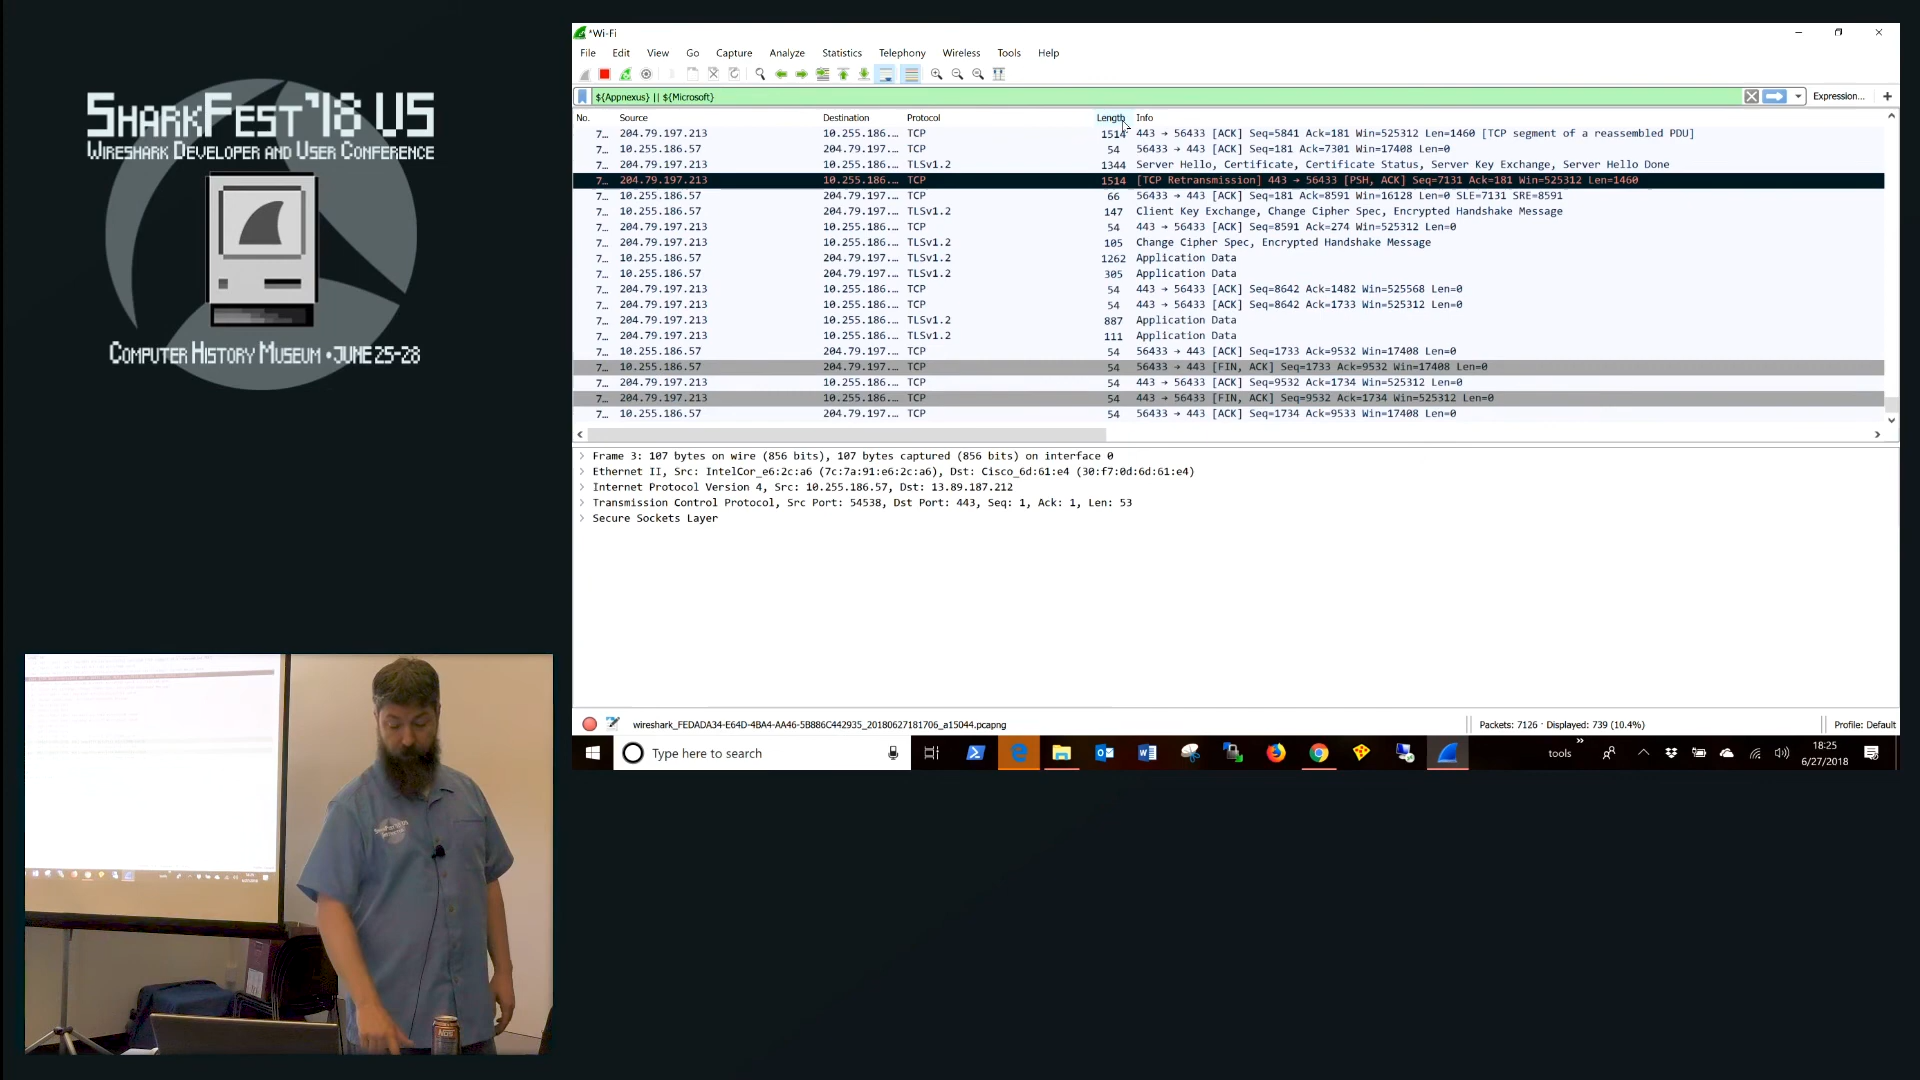 SHARKFEST '18 US
WIRESHARK DEVELOPER AND USER CONFERENCE
COMPUTER HISTORY MUSEUM • JUNE 25-28
*Wi-Fi
File Edit View Go Capture Analyze Statistics Telephony Wireless Tools Help
${Appnexus} || ${Microsoft}
Expression...
No. Source Destination Protocol Length Info
7... 204.79.197.213 10.255.186.... TCP 1514 443 → 56433 [ACK] Seq=5841 Ack=181 Win=525312 Len=1460 [TCP segment of a reassembled PDU]
7... 10.255.186.57 204.79.197.... TCP 54 56433 → 443 [ACK] Seq=181 Ack=7301 Win=17408 Len=0
7... 204.79.197.213 10.255.186.... TLSv1.2 1344 Server Hello, Certificate, Certificate Status, Server Key Exchange, Server Hello Done
7... 204.79.197.213 10.255.186.... TCP 1514 [TCP Retransmission] 443 → 56433 [PSH, ACK] Seq=7131 Ack=181 Win=525312 Len=1460
7... 10.255.186.57 204.79.197.... TCP 66 56433 → 443 [ACK] Seq=181 Ack=8591 Win=16128 Len=0 SLE=7131 SRE=8591
7... 10.255.186.57 204.79.197.... TLSv1.2 147 Client Key Exchange, Change Cipher Spec, Encrypted Handshake Message
7... 204.79.197.213 10.255.186.... TCP 54 443 → 56433 [ACK] Seq=8591 Ack=274 Win=525312 Len=0
7... 204.79.197.213 10.255.186.... TLSv1.2 105 Change Cipher Spec, Encrypted Handshake Message
7... 10.255.186.57 204.79.197.... TLSv1.2 1262 Application Data
7... 10.255.186.57 204.79.197.... TLSv1.2 305 Application Data
7... 204.79.197.213 10.255.186.... TCP 54 443 → 56433 [ACK] Seq=8642 Ack=1482 Win=525568 Len=0
7... 204.79.197.213 10.255.186.... TCP 54 443 → 56433 [ACK] Seq=8642 Ack=1733 Win=525312 Len=0
7... 204.79.197.213 10.255.186.... TLSv1.2 887 Application Data
7... 204.79.197.213 10.255.186.... TLSv1.2 111 Application Data
7... 10.255.186.57 204.79.197.... TCP 54 56433 → 443 [ACK] Seq=1733 Ack=9532 Win=17408 Len=0
7... 10.255.186.57 204.79.197.... TCP 54 56433 → 443 [FIN, ACK] Seq=1733 Ack=9532 Win=17408 Len=0
7... 204.79.197.213 10.255.186.... TCP 54 443 → 56433 [ACK] Seq=9532 Ack=1734 Win=525312 Len=0
7... 204.79.197.213 10.255.186.... TCP 54 443 → 56433 [FIN, ACK] Seq=9532 Ack=1734 Win=525312 Len=0
7... 10.255.186.57 204.79.197.... TCP 54 56433 → 443 [ACK] Seq=1734 Ack=9533 Win=17408 Len=0
Frame 3: 107 bytes on wire (856 bits), 107 bytes captured (856 bits) on interface 0
Ethernet II, Src: IntelCor_e6:2c:a6 (7c:7a:91:e6:2c:a6), Dst: Cisco_6d:61:e4 (30:f7:0d:6d:61:e4)
Internet Protocol Version 4, Src: 10.255.186.57, Dst: 13.89.187.212
Transmission Control Protocol, Src Port: 54538, Dst Port: 443, Seq: 1, Ack: 1, Len: 53
Secure Sockets Layer
wireshark_FEDADA34-E64D-4BA4-AA46-5B886C442935_20180627181706_a15044.pcapng
Packets: 7126 · Displayed: 739 (10.4%)
Profile: Default
Type here to search
tools
18:25
6/27/2018
NOS